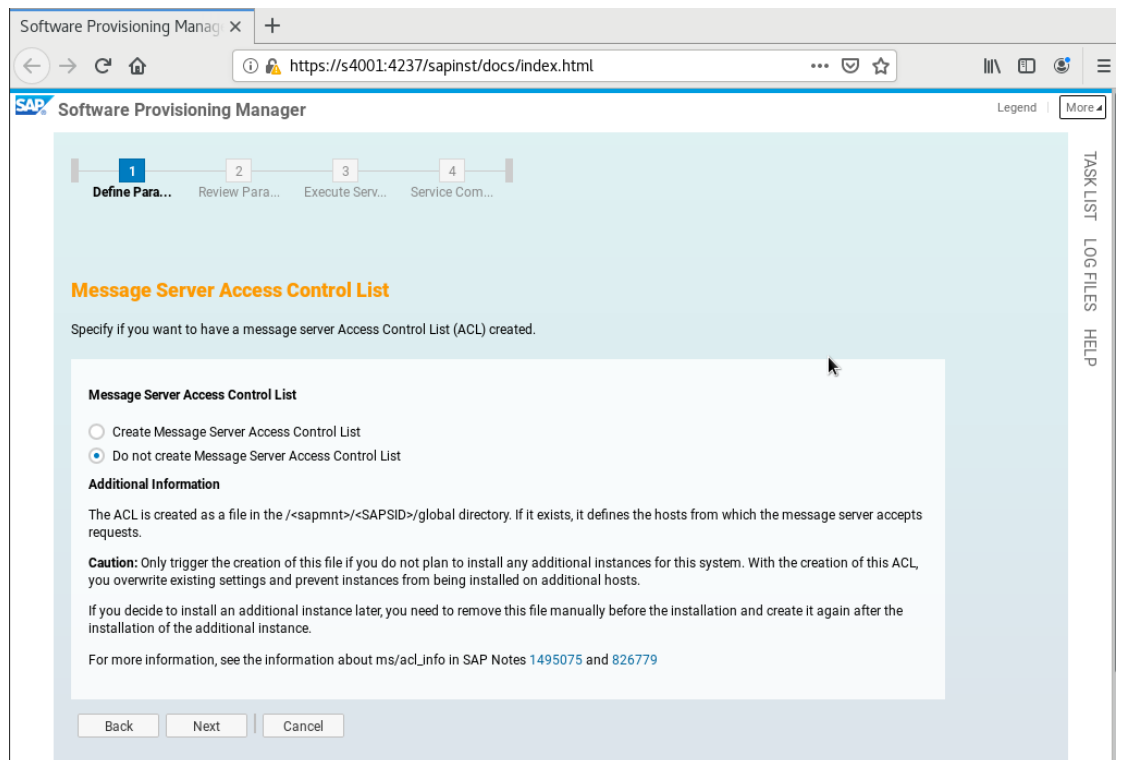 Software Provisioning Manag
https://s4001:4237/sapinst/docs/index.html
SAP Software Provisioning Manager
Legend
More
1 2 3 4
Define Para... Review Para... Execute Serv... Service Com...
TASK LIST
LOG FILES
HELP
Message Server Access Control List
Specify if you want to have a message server Access Control List (ACL) created.
Message Server Access Control List
Create Message Server Access Control List
Do not create Message Server Access Control List
Additional Information
The ACL is created as a file in the /<sapmnt>/<SAPSID>/global directory. If it exists, it defines the hosts from which the message server accepts
requests.
Caution: Only trigger the creation of this file if you do not plan to install any additional instances for this system. With the creation of this ACL,
you overwrite existing settings and prevent instances from being installed on additional hosts.
If you decide to install an additional instance later, you need to remove this file manually before the installation and create it again after the
installation of the additional instance.
For more information, see the information about ms/acl_info in SAP Notes 1495075 and 826779
Back Next Cancel